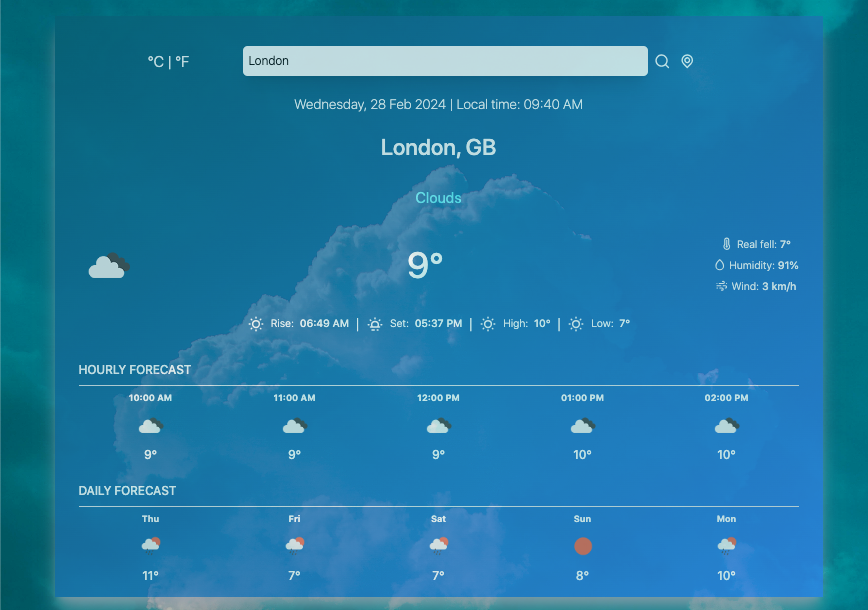 °C | °F London
Wednesday, 28 Feb 2024 | Local time: 09:40 AM
London, GB
Clouds
9°
Real fell: 7°
Humidity: 91%
Wind: 3 km/h
Rise: 06:49 AM | Set: 05:37 PM | High: 10° | Low: 7°
HOURLY FORECAST
10:00 AM 11:00 AM 12:00 PM 01:00 PM 02:00 PM
9° 9° 9° 10° 10°
DAILY FORECAST
Thu Fri Sat Sun Mon
11° 7° 7° 8° 10°